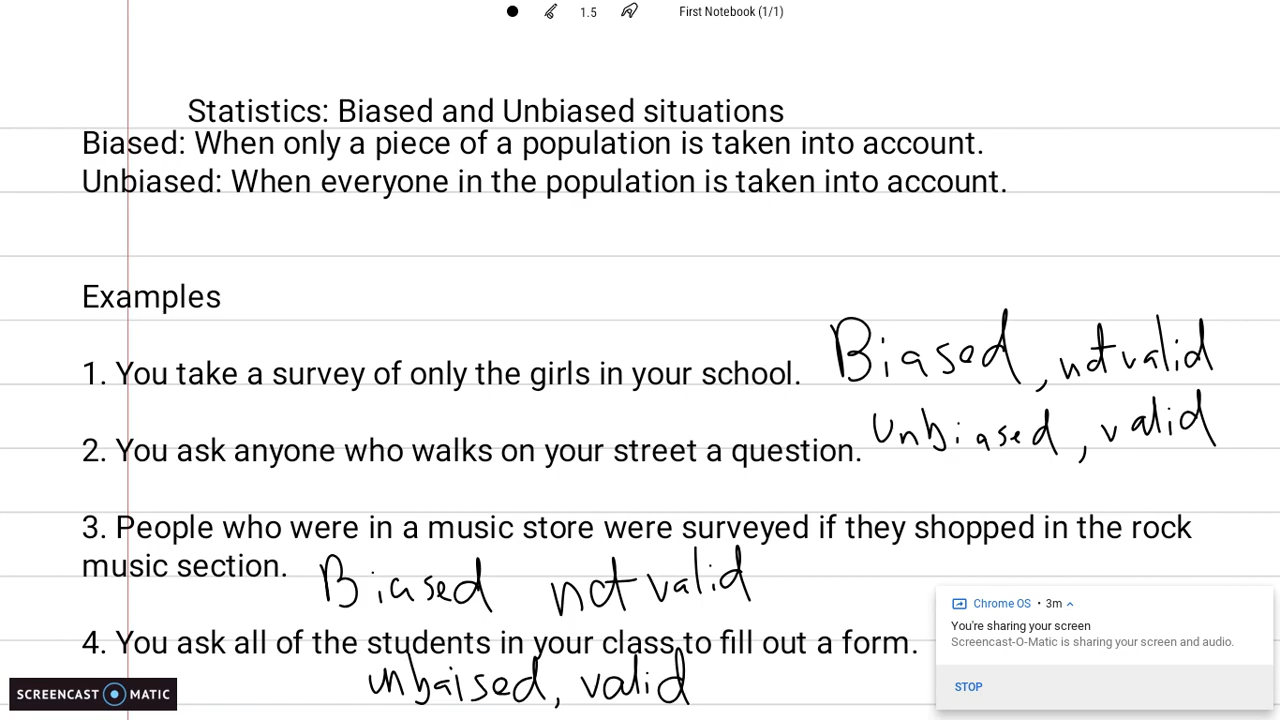 1.5 First Notebook (1/1)
Statistics: Biased and Unbiased situations
Biased: When only a piece of a population is taken into account.
Unbiased: When everyone in the population is taken into account.
Examples
1. You take a survey of only the girls in your school. Biased, not valid
2. You ask anyone who walks on your street a question. Unbiased, valid
3. People who were in a music store were surveyed if they shopped in the rock
music section. Biased not valid
4. You ask all of the students in your class to fill out a form.
unbaised, valid
Chrome OS • 3m
You're sharing your screen
Screencast-O-Matic is sharing your screen and audio.
STOP
SCREENCAST MATIC